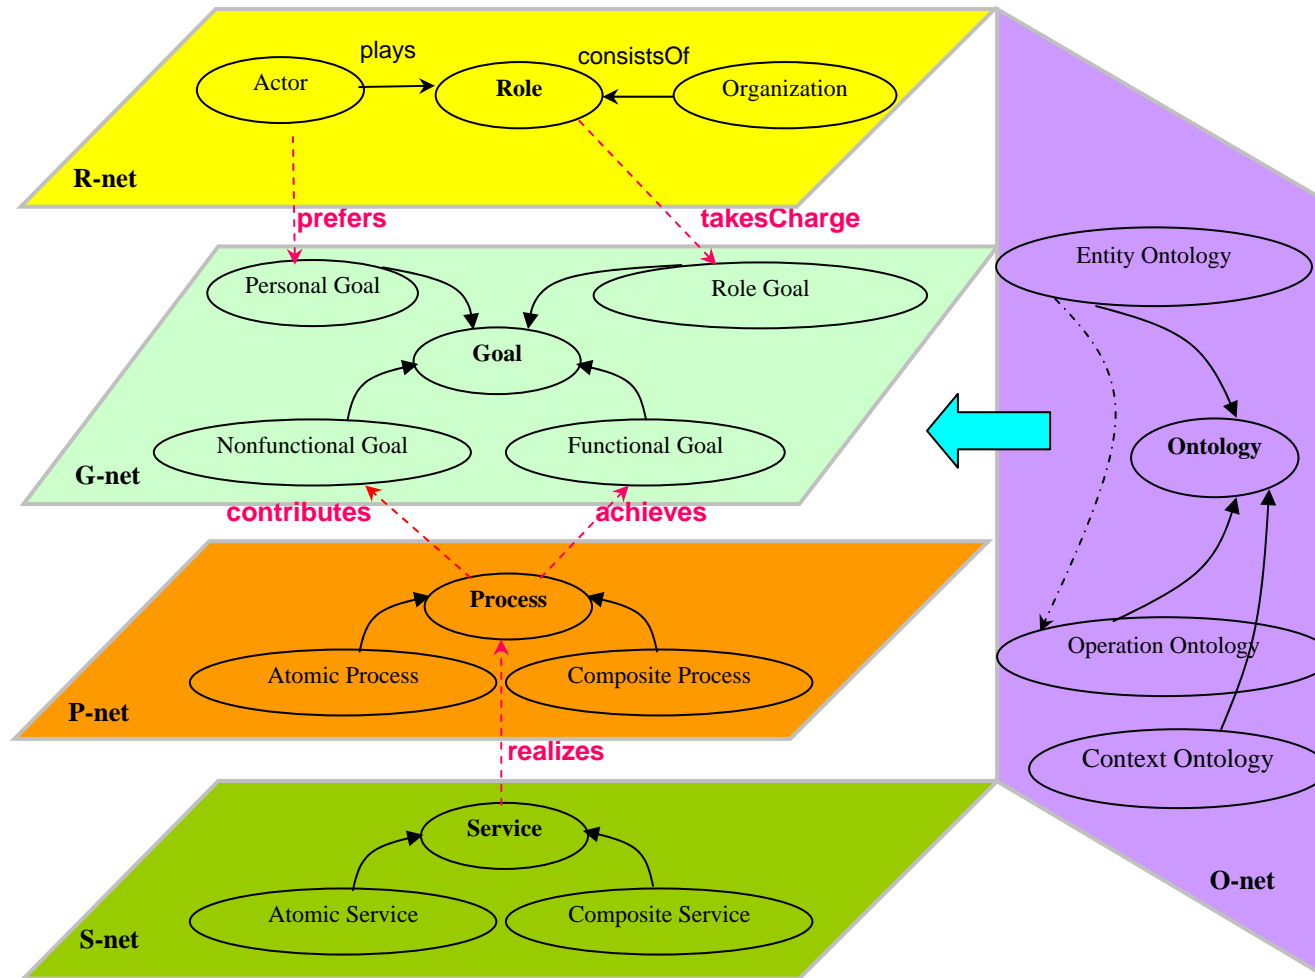 plays
consistsOf
Actor
Role
Organization
R-net
prefers
takesCharge
Personal Goal
Role Goal
Entity Ontology
Goal
Nonfunctional Goal
Functional Goal
Ontology
G-net
contributes
achieves
Process
Atomic Process
Composite Process
Operation Ontology
P-net
realizes
Context Ontology
Service
Atomic Service
Composite Service
O-net
S-net